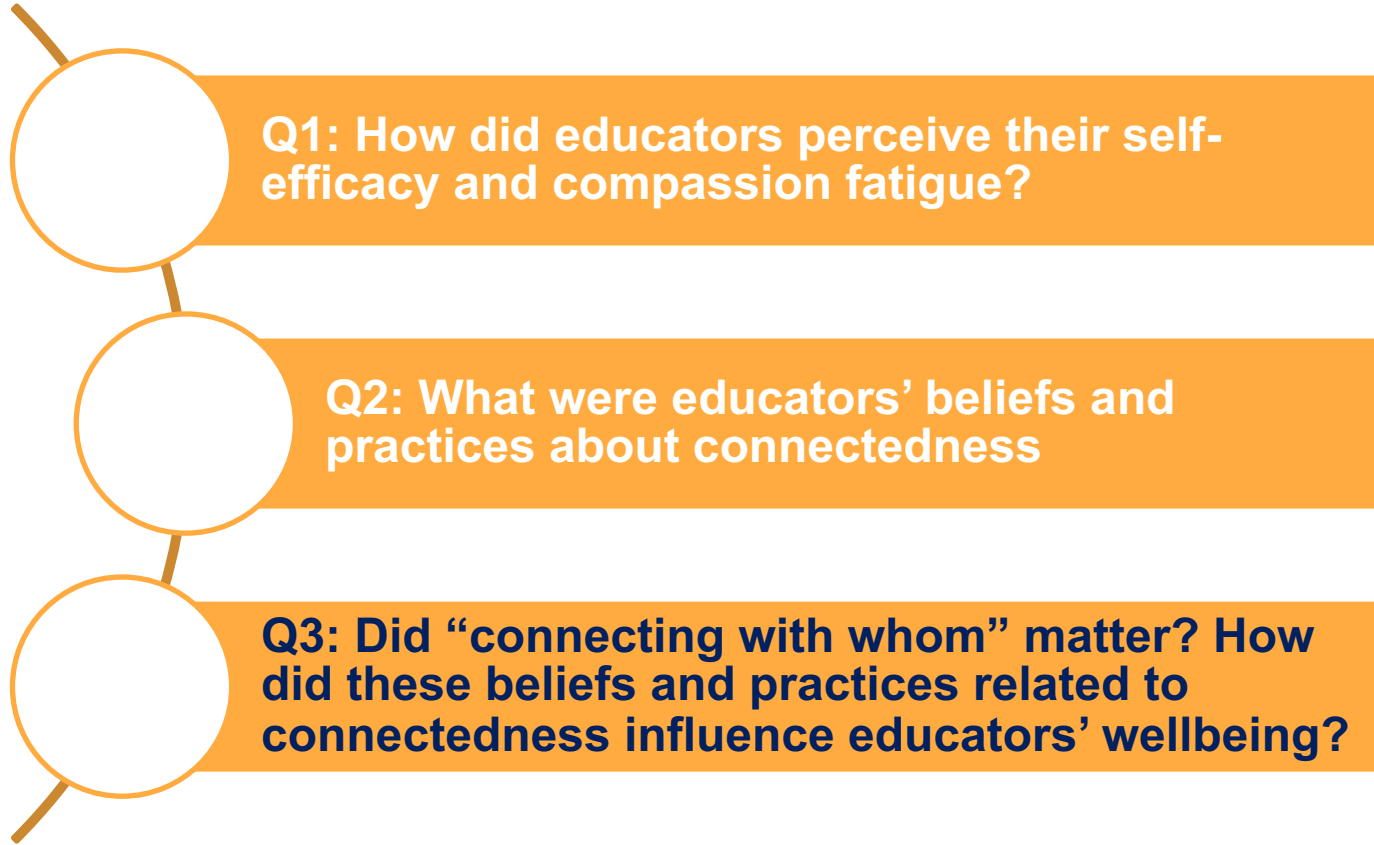 Q1: How did educators perceive their self-
efficacy and compassion fatigue?
Q2: What were educators’ beliefs and
practices about connectedness
Q3: Did “connecting with whom” matter? How
did these beliefs and practices related to
connectedness influence educators’ wellbeing?